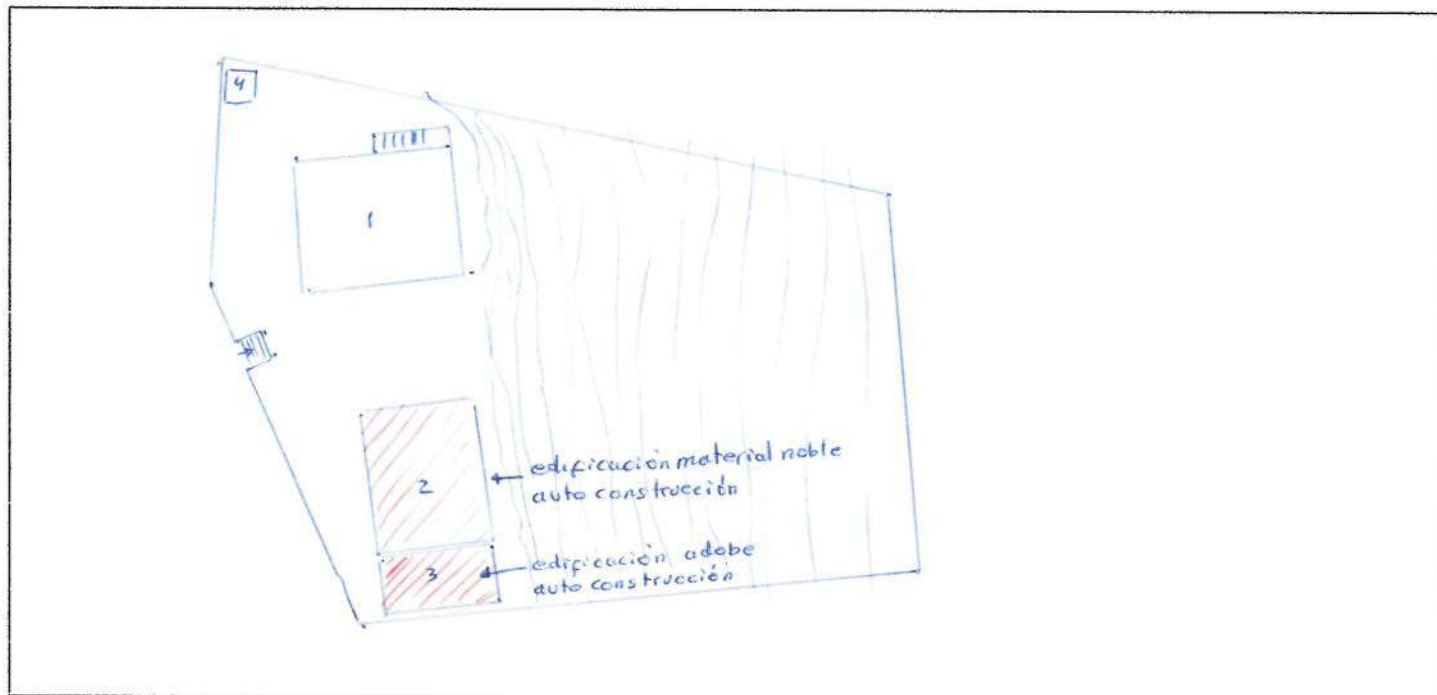 4
1
2
edificación material noble
auto construcción
3
edificación adobe
auto construcción